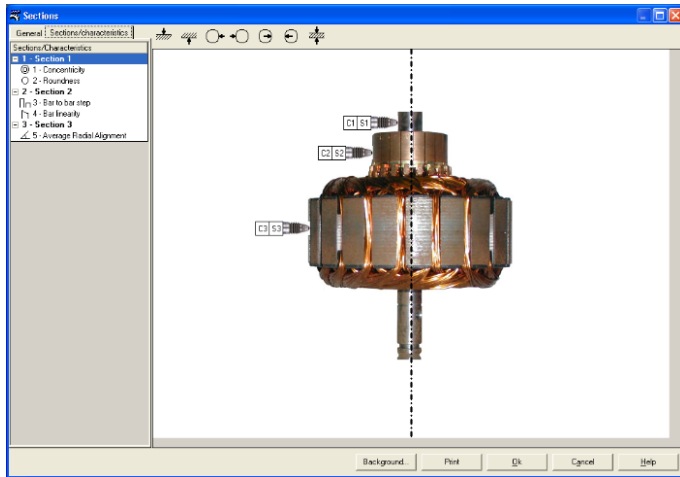 Sections
General Sections/characteristics
Sections/Characteristics
1 - Section 1
1 - Concentricity
2 - Roundness
2 - Section 2
3 - Bar to bar step
4 - Bar linearity
3 - Section 3
5 - Average Radial Alignment
C1 S1
C2 S2
C3 S3
Background... Print Ok Cancel Help